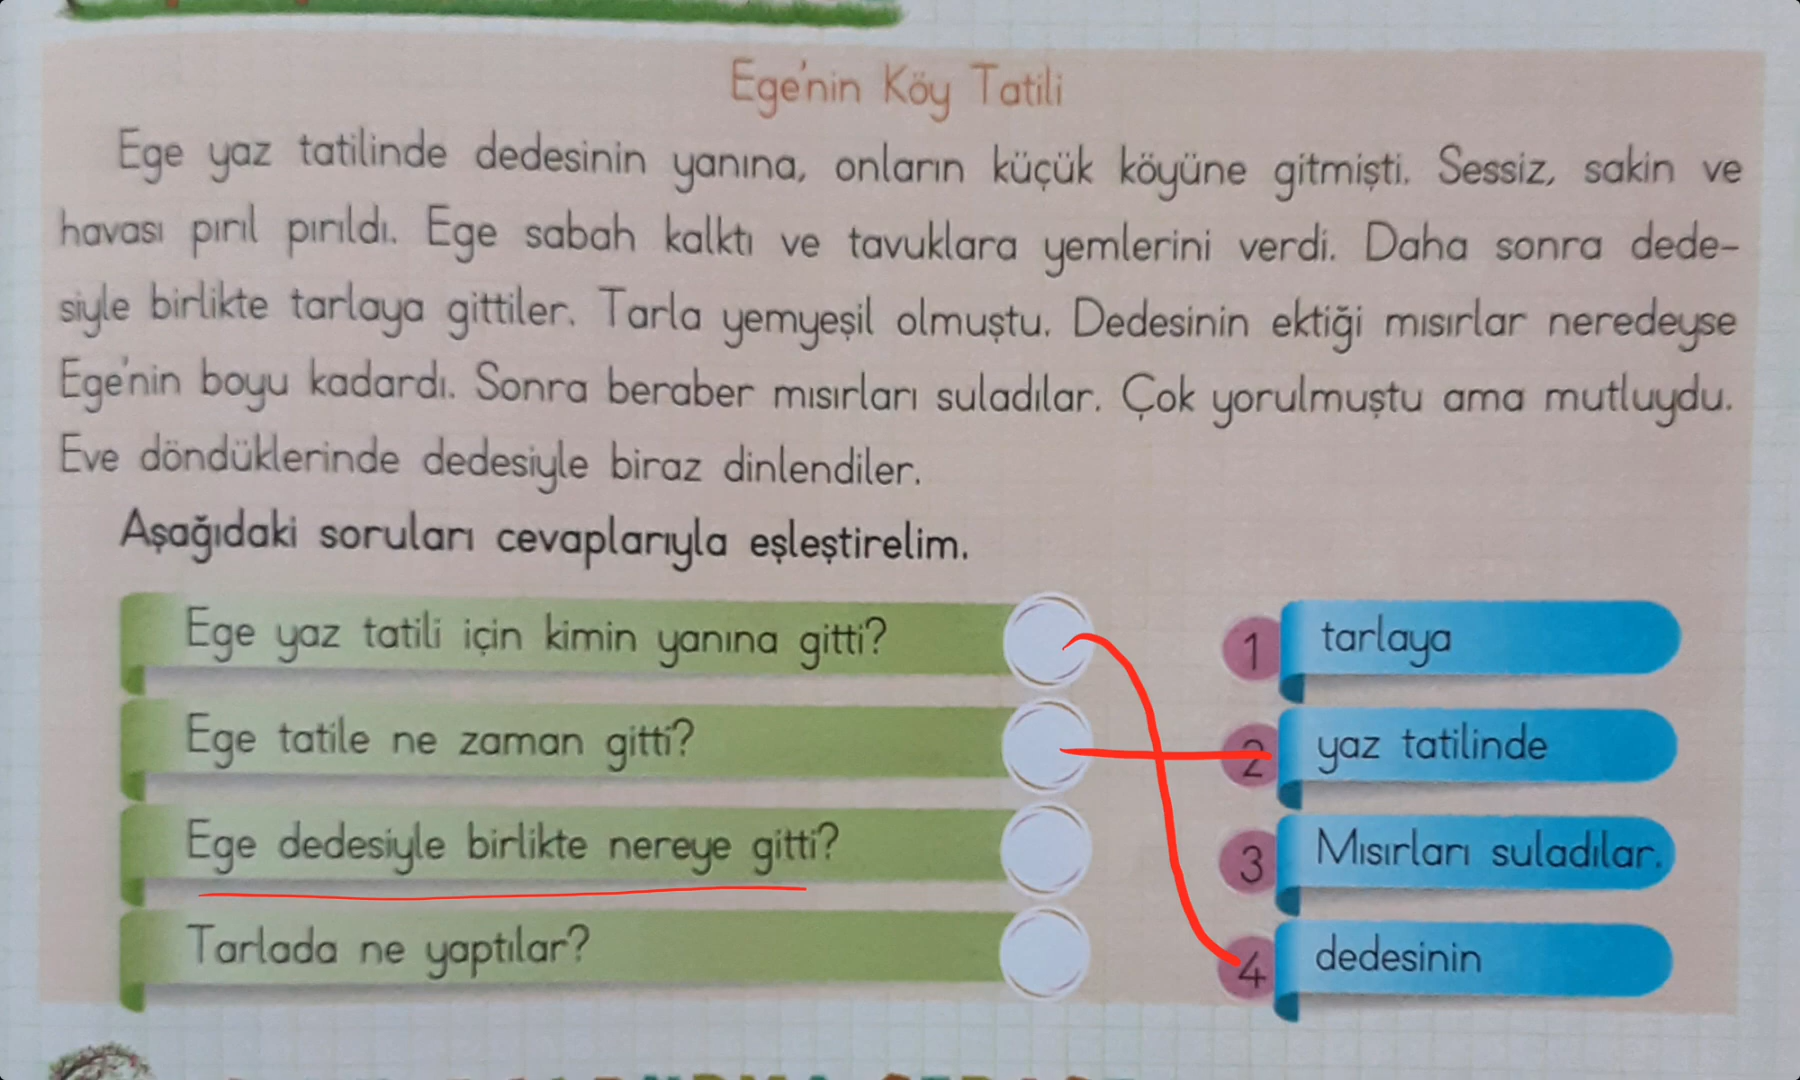 Ege'nin Köy Tatili
Ege yaz tatilinde dedesinin yanına, onların küçük köyüne gitmişti. Sessiz, sakin ve
havası pırıl pırıldı. Ege sabah kalktı ve tavuklara yemlerini verdi. Daha sonra dede-
siyle birlikte tarlaya gittiler. Tarla yemyeşil olmuştu. Dedesinin ektiği mısırlar neredeyse
Ege'nin boyu kadardı. Sonra beraber mısırları suladılar. Çok yorulmuştu ama mutluydu.
Eve döndüklerinde dedesiyle biraz dinlendiler.
Aşağıdaki soruları cevaplarıyla eşleştirelim.
Ege yaz tatili için kimin yanına gitti?
1 tarlaya
Ege tatile ne zaman gitti?
2 yaz tatilinde
Ege dedesiyle birlikte nereye gitti?
3 Mısırları suladılar.
Tarlada ne yaptılar?
4 dedesinin